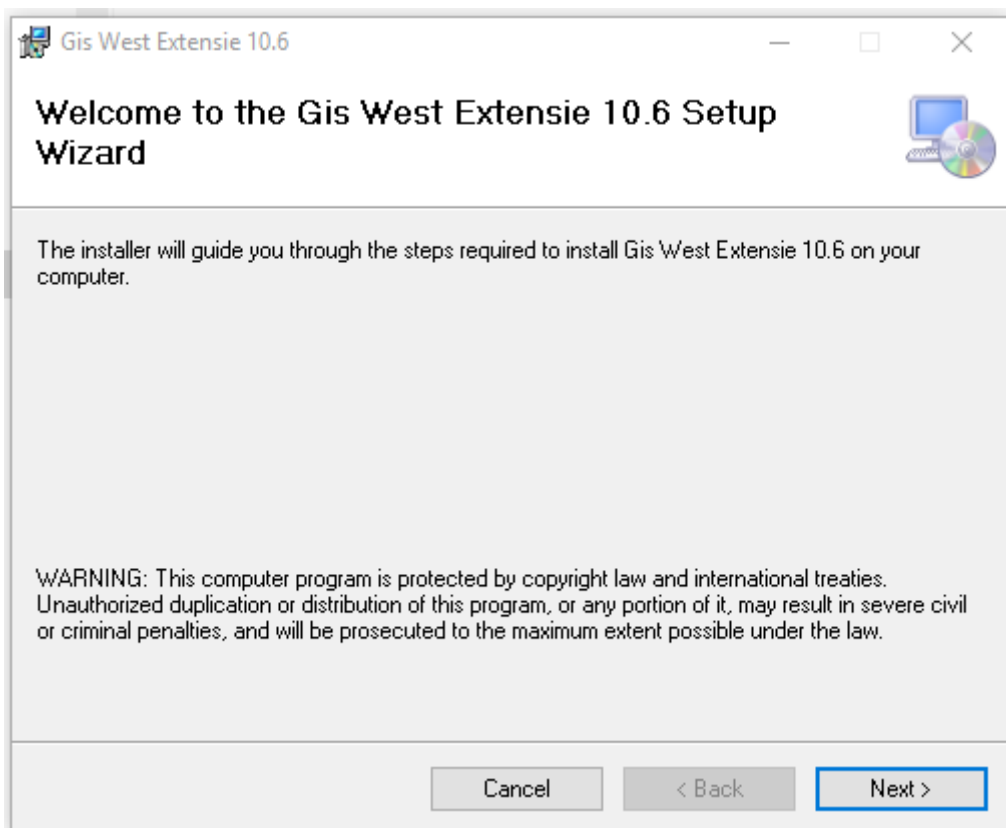 Gis West Extensie 10.6
Welcome to the Gis West Extensie 10.6 Setup
Wizard
The installer will guide you through the steps required to install Gis West Extensie 10.6 on your
computer.
WARNING: This computer program is protected by copyright law and international treaties.
Unauthorized duplication or distribution of this program, or any portion of it, may result in severe civil
or criminal penalties, and will be prosecuted to the maximum extent possible under the law.
Cancel
< Back
Next >